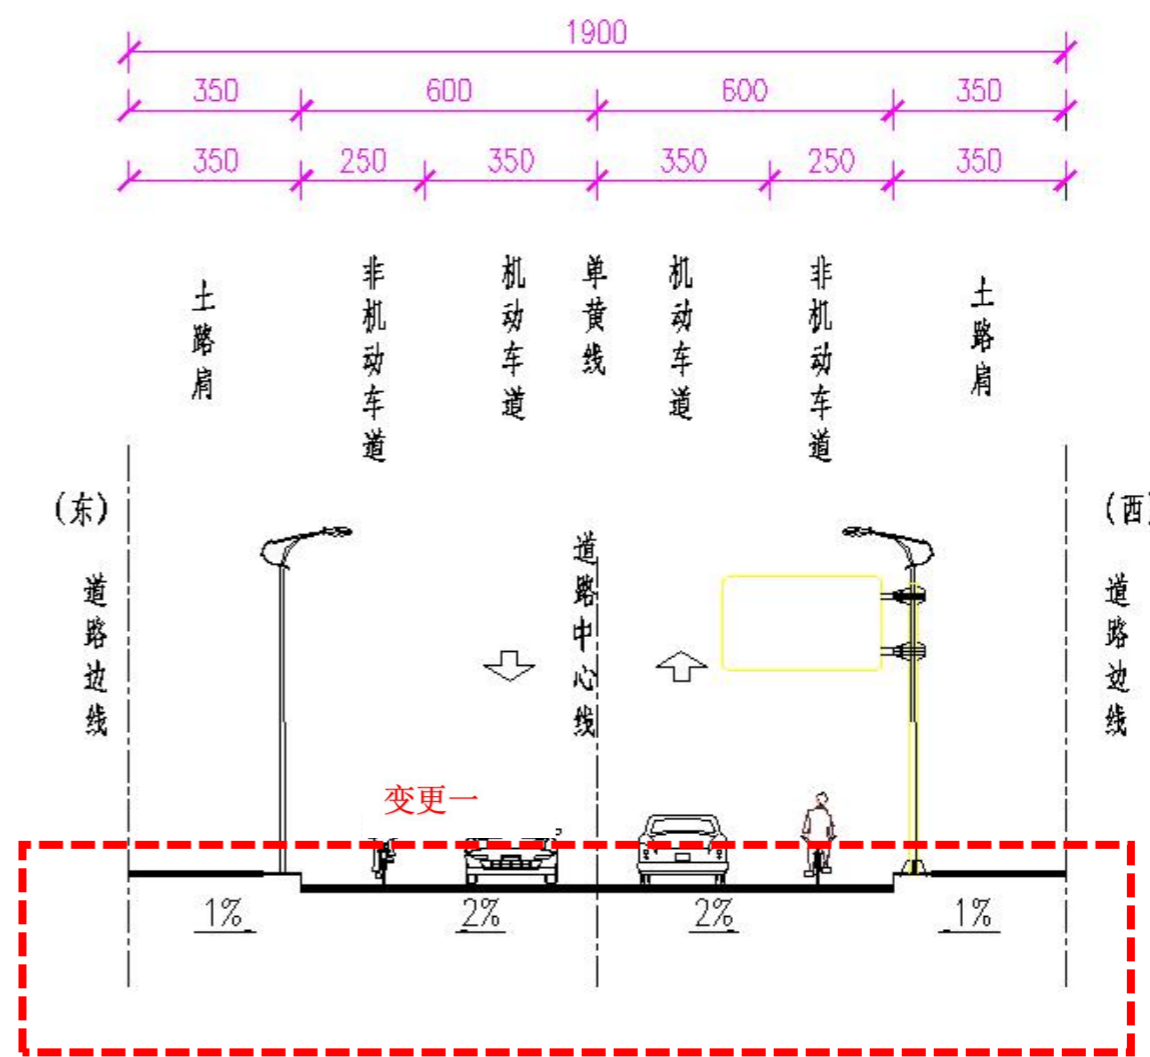 1900
350 600 600 350
350 250 350 350 250 350
土路肩
非机动车道
机动车道
单黄线
机动车道
非机动车道
土路肩
(东)
(西)
道路边线
道路中心线
道路边线
变更一
1% 2% 2% 1%